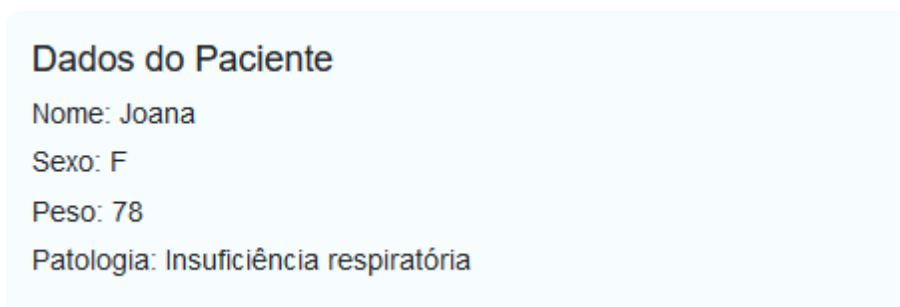 Dados do Paciente
Nome: Joana
Sexo: F
Peso: 78
Patologia: Insuficiência respiratória